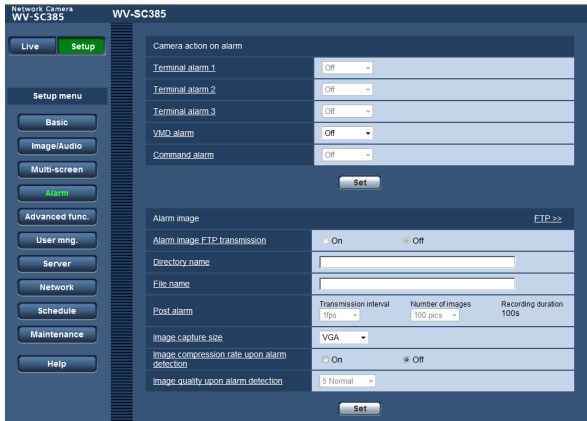 Network Camera
WV-SC385
WV-SC385
Live
Setup
Setup menu
Basic
Image/Audio
Multi-screen
Alarm
Advanced func.
User mng.
Server
Network
Schedule
Maintenance
Help
Camera action on alarm
Terminal alarm 1
Off
Terminal alarm 2
Off
Terminal alarm 3
Off
VMD alarm
Off
Command alarm
Off
Set
Alarm image
FTP >>
Alarm image FTP transmission
On
Off
Directory name
File name
Post alarm
Transmission interval
1fps
Number of images
100 pics
Recording duration
100s
Image capture size
VGA
Image compression rate upon alarm
detection
On
Off
Image quality upon alarm detection
5 Normal
Set